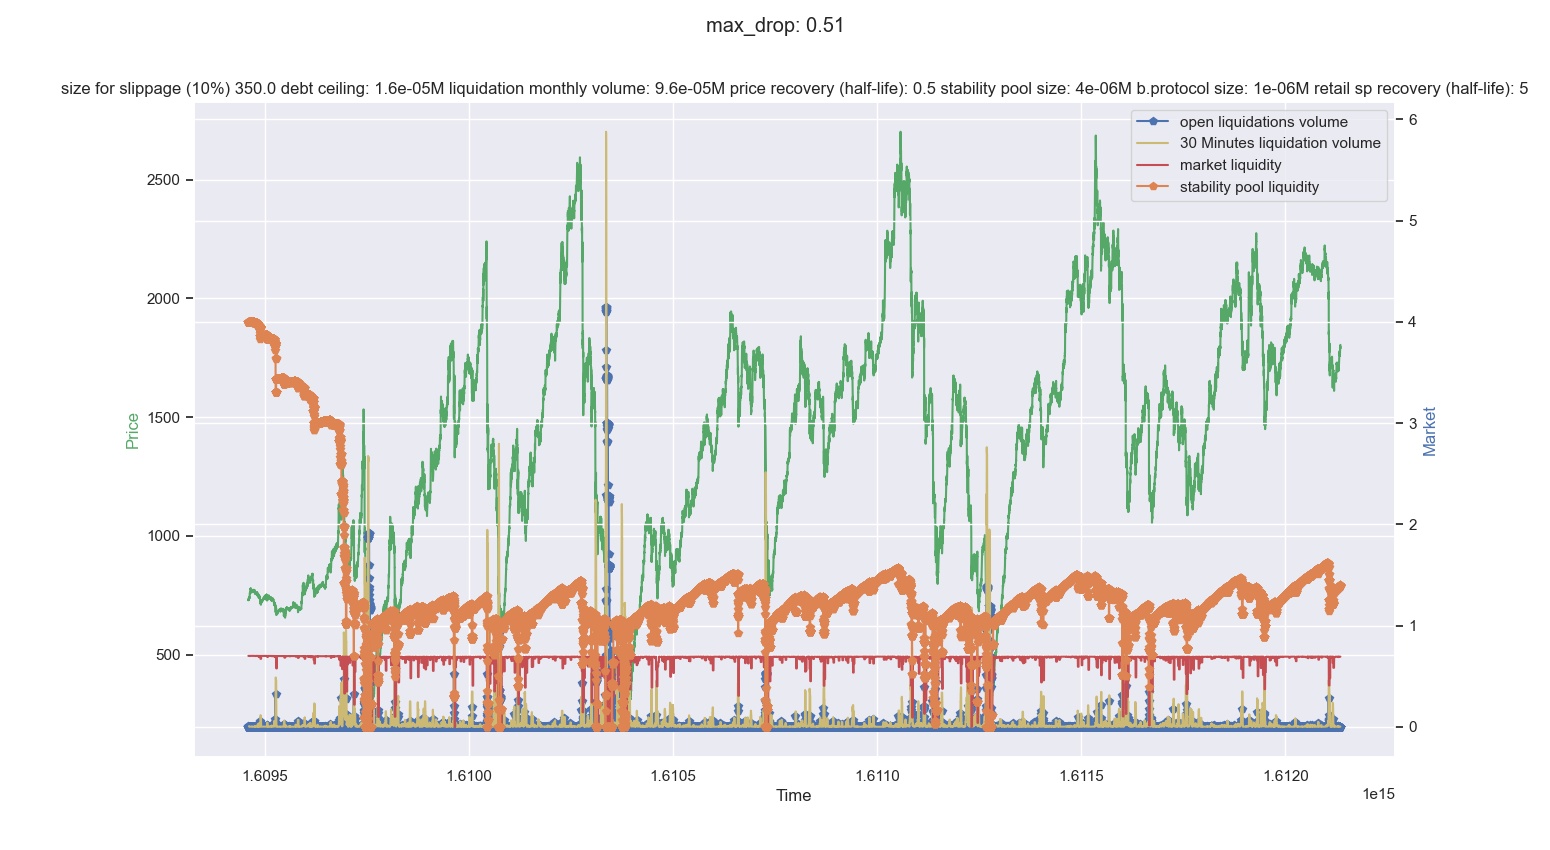 max_drop: 0.51
size for slippage (10%) 350.0 debt ceiling: 1.6e-05M liquidation monthly volume: 9.6e-05M price recovery (half-life): 0.5 stability pool size: 4e-06M b.protocol size: 1e-06M retail sp recovery (half-life): 5
open liquidations volume
30 Minutes liquidation volume
market liquidity
stability pool liquidity
2500
2000
1500
1000
500
Price
6
5
4
3
2
1
0
Market
1.6095 1.6100 1.6105 1.6110 1.6115 1.6120
Time
1e15